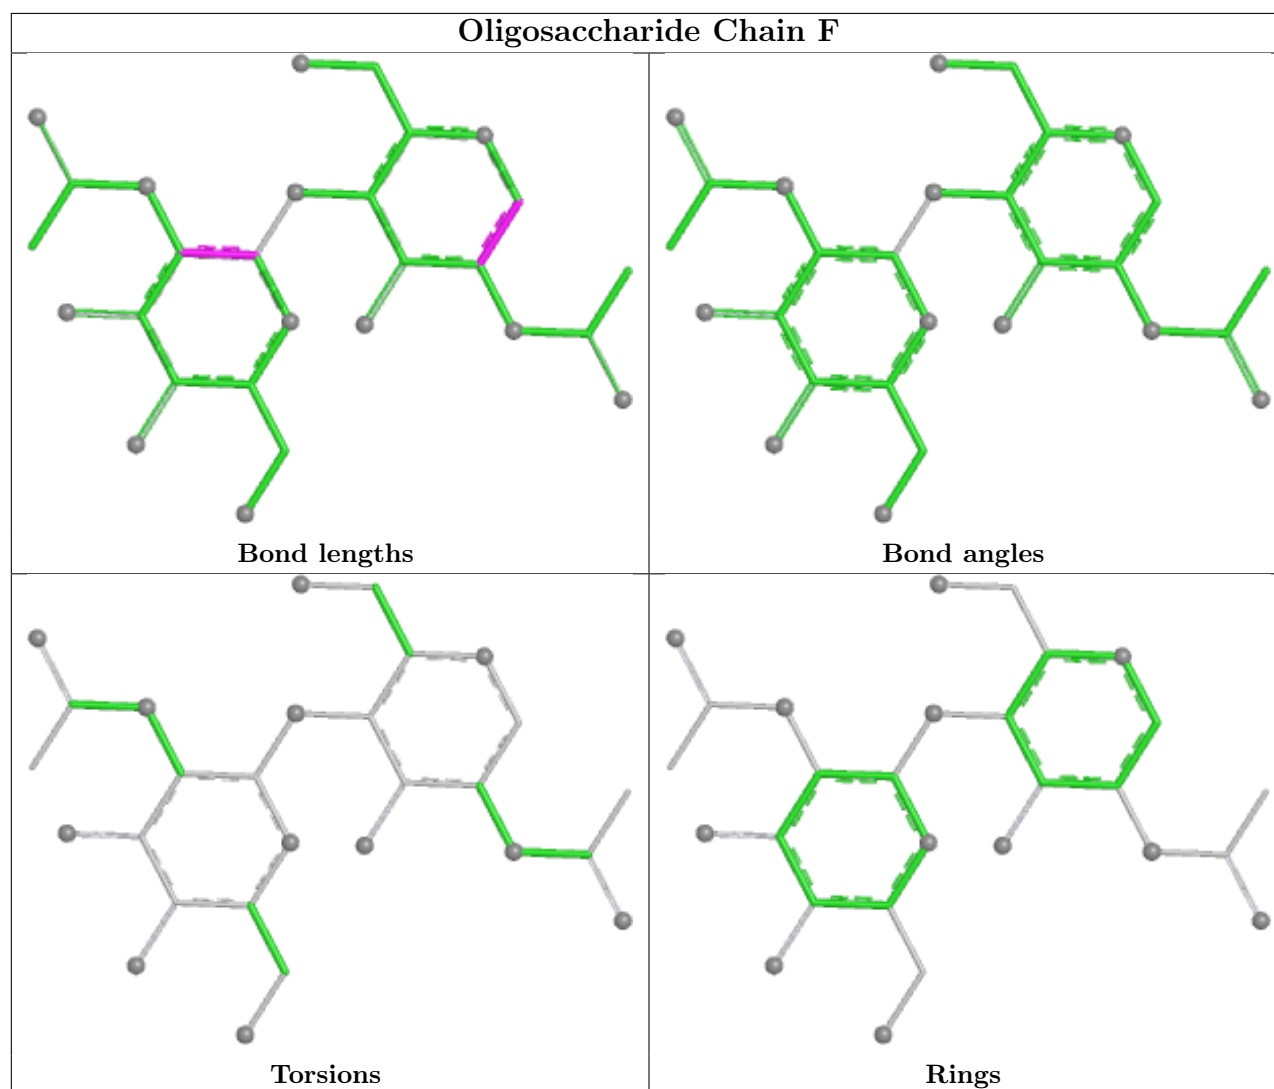 Oligosaccharide Chain F
Bond lengths
Bond angles
Torsions
Rings